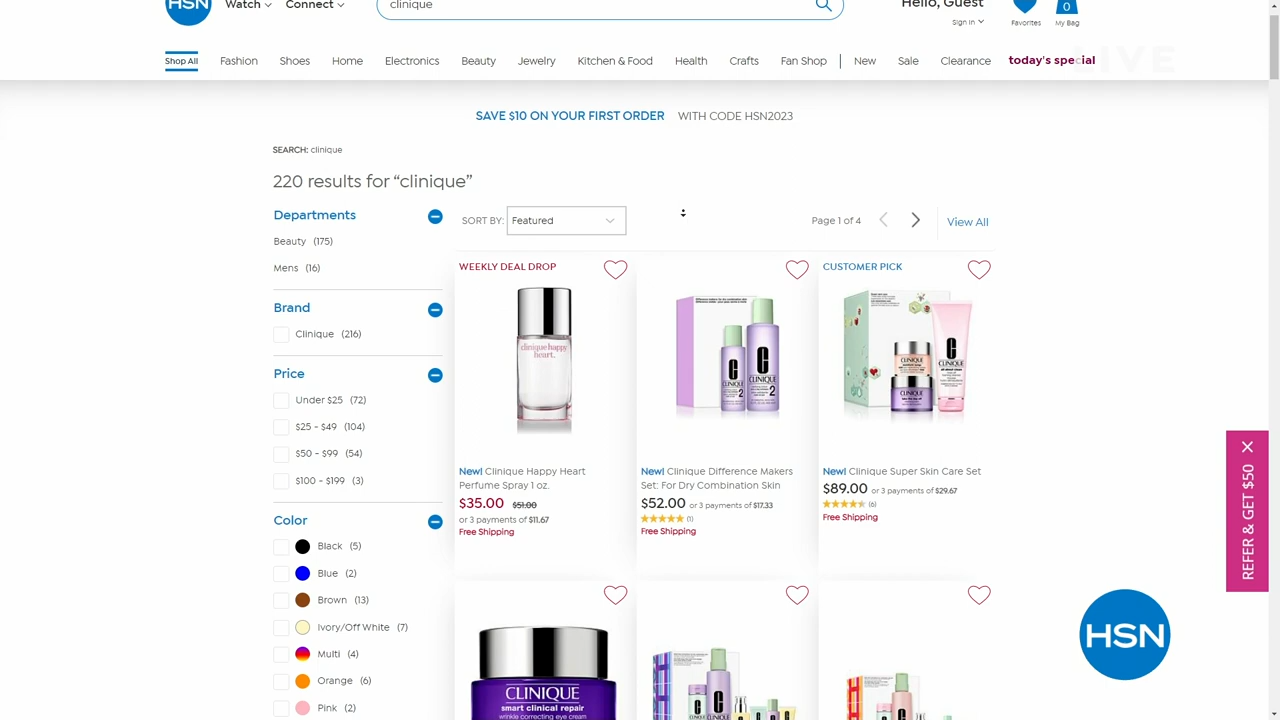 HSN
Watch
Connect
clinique
Hello, Guest
Sign In
Favorites
0
My Bag
Shop All
Fashion
Shoes
Home
Electronics
Beauty
Jewelry
Kitchen & Food
Health
Crafts
Fan Shop
New
Sale
Clearance
today's special
LIVE
SAVE $10 ON YOUR FIRST ORDER WITH CODE HSN2023
SEARCH: clinique
220 results for “clinique”
Departments
Beauty (175)
Mens (16)
Brand
Clinique (216)
Price
Under $25 (72)
$25 - $49 (104)
$50 - $99 (54)
$100 - $199 (3)
Color
Black (5)
Blue (2)
Brown (13)
Ivory/Off White (7)
Multi (4)
Orange (6)
Pink (2)
SORT BY: Featured
Page 1 of 4
View All
WEEKLY DEAL DROP
clinique happy
heart.
New! Clinique Happy Heart
Perfume Spray 1 oz.
$35.00 $51.00
or 3 payments of $11.67
Free Shipping
CLINIQUE
2
CLINIQUE
2
New! Clinique Difference Makers
Set: For Dry Combination Skin
$52.00 or 3 payments of $17.33
(1)
Free Shipping
CUSTOMER PICK
CLINIQUE
CLINIQUE
CLINIQUE
New! Clinique Super Skin Care Set
$89.00 or 3 payments of $29.67
(6)
Free Shipping
CLINIQUE
smart clinical repair
wrinkle correcting eye cream
REFER & GET $50
HSN